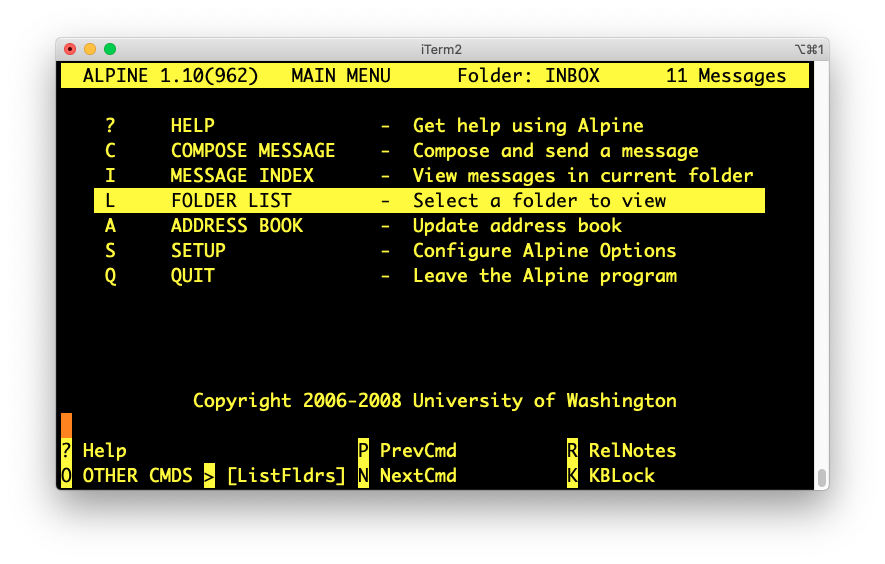 iTerm2 ⌥⌘1
ALPINE 1.10(962) MAIN MENU Folder: INBOX 11 Messages
? HELP - Get help using Alpine
C COMPOSE MESSAGE - Compose and send a message
I MESSAGE INDEX - View messages in current folder
L FOLDER LIST - Select a folder to view
A ADDRESS BOOK - Update address book
S SETUP - Configure Alpine Options
Q QUIT - Leave the Alpine program
Copyright 2006-2008 University of Washington
? Help P PrevCmd R RelNotes
O OTHER CMDS > [ListFldrs] N NextCmd K KBLock